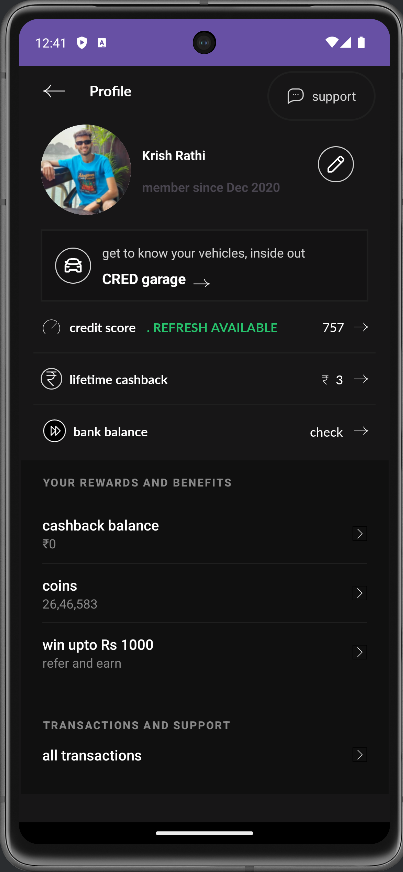 12:41
Profile
support
Krish Rathi
member since Dec 2020
get to know your vehicles, inside out
CRED garage
credit score . REFRESH AVAILABLE 757
lifetime cashback ₹ 3
bank balance check
YOUR REWARDS AND BENEFITS
cashback balance
₹0
coins
26,46,583
win upto Rs 1000
refer and earn
TRANSACTIONS AND SUPPORT
all transactions